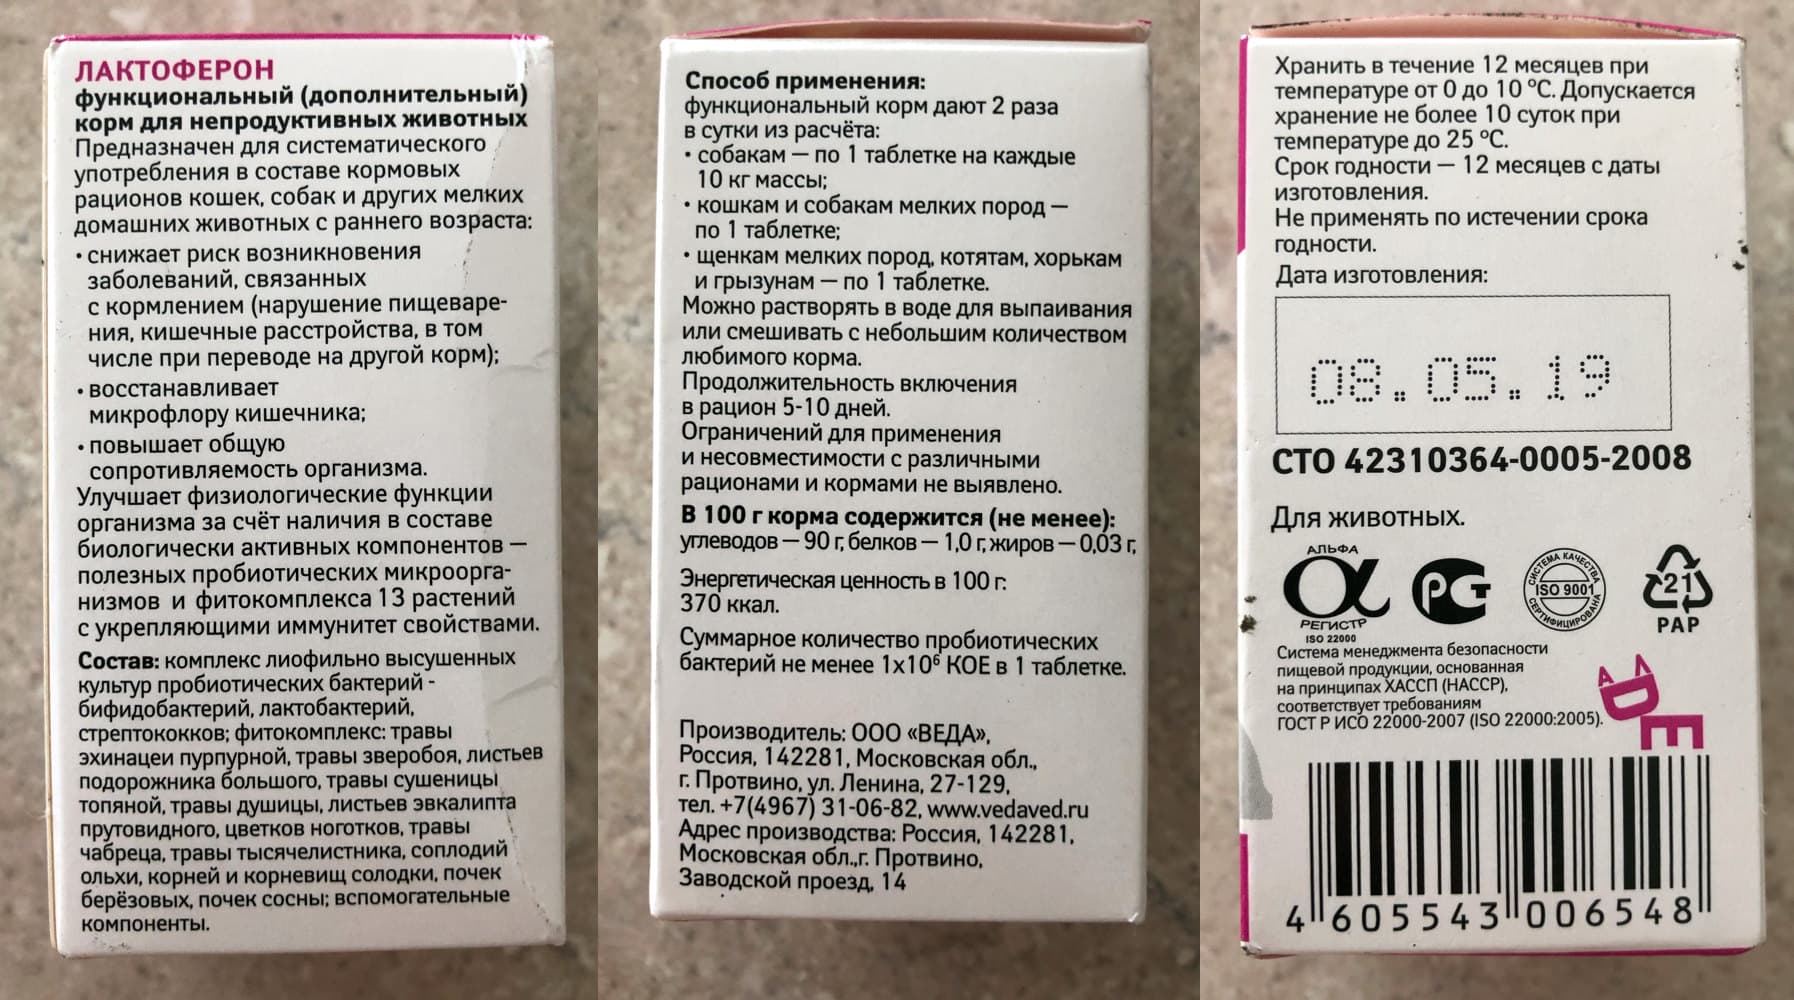 ЛАКТОФЕРОН
функциональный (дополнительный)
корм для непродуктивных животных
Предназначен для систематического
употребления в составе кормовых
рационов кошек, собак и других мелких
домашних животных с раннего возраста:
• снижает риск возникновения
заболеваний, связанных
с кормлением (нарушение пищеваре-
ния, кишечные расстройства, в том
числе при переводе на другой корм);
• восстанавливает
микрофлору кишечника;
• повышает общую
сопротивляемость организма.
Улучшает физиологические функции
организма за счёт наличия в составе
биологически активных компонентов —
полезных пробиотических микроорга-
низмов и фитокомплекса 13 растений
с укрепляющими иммунитет свойствами.
Состав: комплекс лиофильно высушенных
культур пробиотических бактерий -
бифидобактерий, лактобактерий,
стрептококков; фитокомплекс: травы
эхинацеи пурпурной, травы зверобоя, листьев
подорожника большого, травы сушеницы
топяной, травы душицы, листьев эвкалипта
прутовидного, цветков ноготков, травы
чабреца, травы тысячелистника, соплодий
ольхи, корней и корневищ солодки, почек
берёзовых, почек сосны; вспомогательные
компоненты.
Способ применения:
функциональный корм дают 2 раза
в сутки из расчёта:
• собакам — по 1 таблетке на каждые
10 кг массы;
• кошкам и собакам мелких пород —
по 1 таблетке;
• щенкам мелких пород, котятам, хорькам
и грызунам — по 1 таблетке.
Можно растворять в воде для выпаивания
или смешивать с небольшим количеством
любимого корма.
Продолжительность включения
в рацион 5-10 дней.
Ограничений для применения
и несовместимости с различными
рационами и кормами не выявлено.
В 100 г корма содержится (не менее):
углеводов — 90 г, белков — 1,0 г, жиров — 0,03 г,
Энергетическая ценность в 100 г:
370 ккал.
Суммарное количество пробиотических
бактерий не менее 1х10⁶ КОЕ в 1 таблетке.
Производитель: ООО «ВЕДА»,
Россия, 142281, Московская обл.,
г. Протвино, ул. Ленина, 27-129,
тел. +7(4967) 31-06-82, www.vedaved.ru
Адрес производства: Россия, 142281,
Московская обл.,г. Протвино,
Заводской проезд, 14
Хранить в течение 12 месяцев при
температуре от 0 до 10 °С. Допускается
хранение не более 10 суток при
температуре до 25 °С.
Срок годности — 12 месяцев с даты
изготовления.
Не применять по истечении срока
годности.
Дата изготовления:
08.05.19
СТО 42310364-0005-2008
Для животных.
АЛЬФА
α
РЕГИСТР
ISO 22000
РСТ
СИСТЕМА КАЧЕСТВА
ISO 9001
СЕРТИФИЦИРОВАНА
21
PAP
Система менеджмента безопасности
пищевой продукции, основанная
на принципах ХАССП (НАССР),
соответствует требованиям
ГОСТ Р ИСО 22000-2007 (ISO 22000:2005).
ВЕДА
4 605543 006548